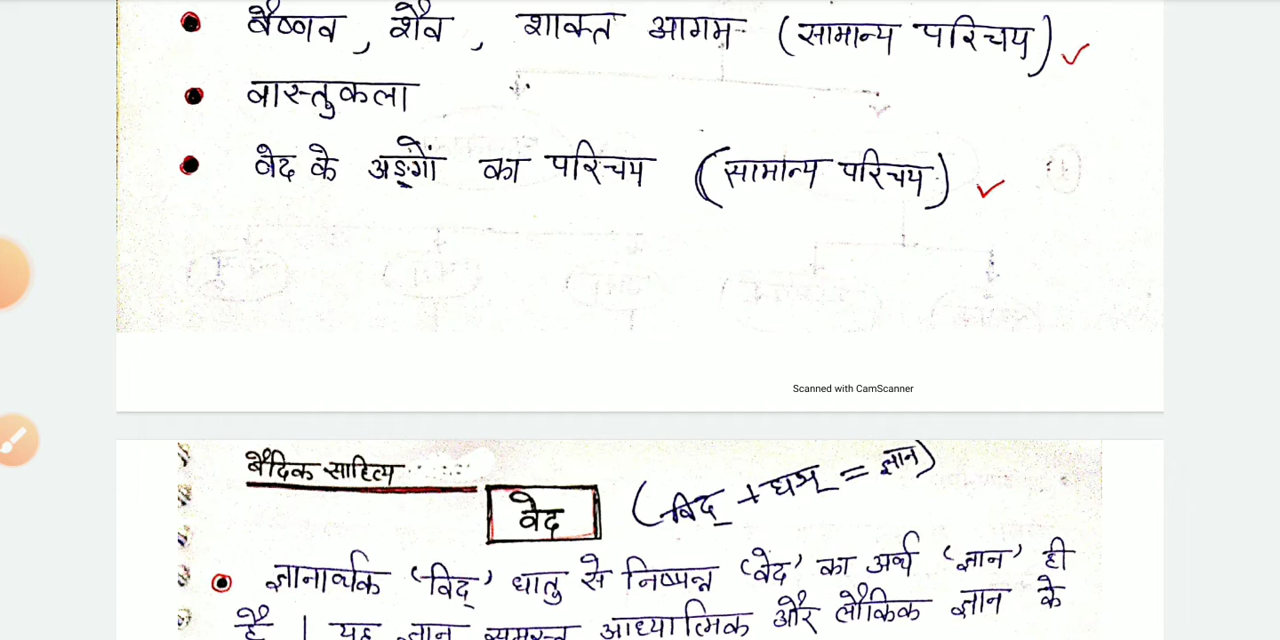 वैष्णव, शैव, शाक्त आगम (सामान्य परिचय)
वास्तुकला
वेद के अङ्गों का परिचय (सामान्य परिचय)
Scanned with CamScanner
वैदिक साहित्य
वेद (विद् + घञ् = ज्ञान)
ज्ञानार्थक 'विद्' धातु से निष्पन्न 'वेद' का अर्थ 'ज्ञान' ही
है । यह ज्ञान समस्त आध्यात्मिक और लौकिक ज्ञान के